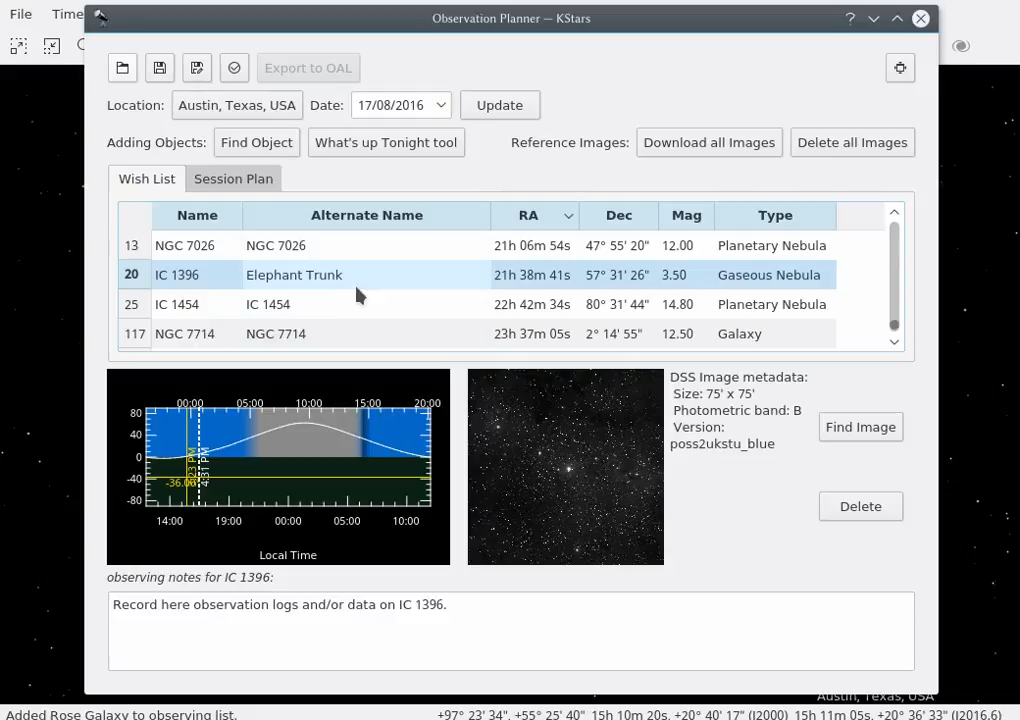 File Time
Observation Planner — KStars
Export to OAL
Location: Austin, Texas, USA Date: 17/08/2016 Update
Adding Objects: Find Object What's up Tonight tool Reference Images: Download all Images Delete all Images
Wish List Session Plan
Name Alternate Name RA Dec Mag Type
13 NGC 7026 NGC 7026 21h 06m 54s 47° 55' 20" 12.00 Planetary Nebula
20 IC 1396 Elephant Trunk 21h 38m 41s 57° 31' 26" 3.50 Gaseous Nebula
25 IC 1454 IC 1454 22h 42m 34s 80° 31' 44" 14.80 Planetary Nebula
117 NGC 7714 NGC 7714 23h 37m 05s 2° 14' 55" 12.50 Galaxy
00:00 05:00 10:00 15:00 20:00
80
40
0
-40
-80
4:31 PM
14:00 19:00 00:00 05:00 10:00
Local Time
DSS Image metadata:
Size: 75' x 75'
Photometric band: B
Version:
poss2ukstu_blue
Find Image
Delete
observing notes for IC 1396:
Record here observation logs and/or data on IC 1396.
Austin, Texas, USA
Added Rose Galaxy to observing list. +97° 23' 34", +55° 25' 40" 15h 10m 20s, +20° 40' 17" (J2000) 15h 11m 05s, +20° 36' 33" (J2016.6)